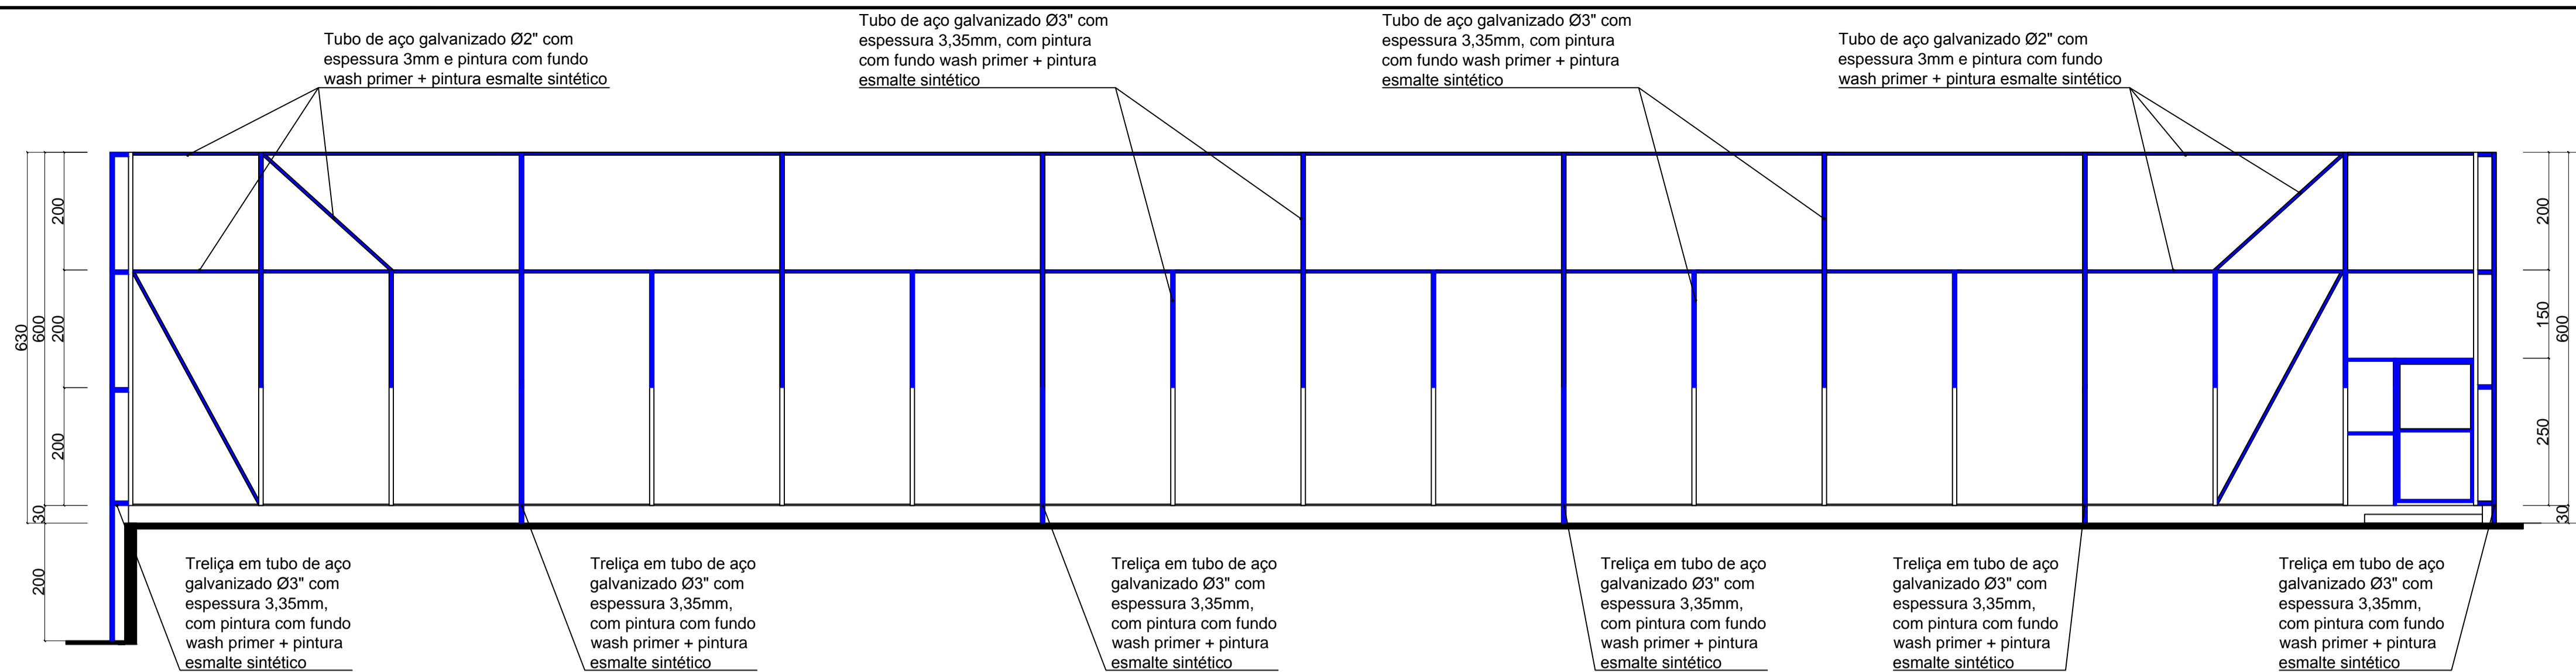 Tubo de aço galvanizado Ø2" com
espessura 3mm e pintura com fundo
wash primer + pintura esmalte sintético
Tubo de aço galvanizado Ø3" com
espessura 3,35mm, com pintura
com fundo wash primer + pintura
esmalte sintético
Tubo de aço galvanizado Ø3" com
espessura 3,35mm, com pintura
com fundo wash primer + pintura
esmalte sintético
Tubo de aço galvanizado Ø2" com
espessura 3mm e pintura com fundo
wash primer + pintura esmalte sintético
630
600
200
200
200
30
200
200
150
250
600
30
Treliça em tubo de aço
galvanizado Ø3" com
espessura 3,35mm,
com pintura com fundo
wash primer + pintura
esmalte sintético
Treliça em tubo de aço
galvanizado Ø3" com
espessura 3,35mm,
com pintura com fundo
wash primer + pintura
esmalte sintético
Treliça em tubo de aço
galvanizado Ø3" com
espessura 3,35mm,
com pintura com fundo
wash primer + pintura
esmalte sintético
Treliça em tubo de aço
galvanizado Ø3" com
espessura 3,35mm,
com pintura com fundo
wash primer + pintura
esmalte sintético
Treliça em tubo de aço
galvanizado Ø3" com
espessura 3,35mm,
com pintura com fundo
wash primer + pintura
esmalte sintético
Treliça em tubo de aço
galvanizado Ø3" com
espessura 3,35mm,
com pintura com fundo
wash primer + pintura
esmalte sintético